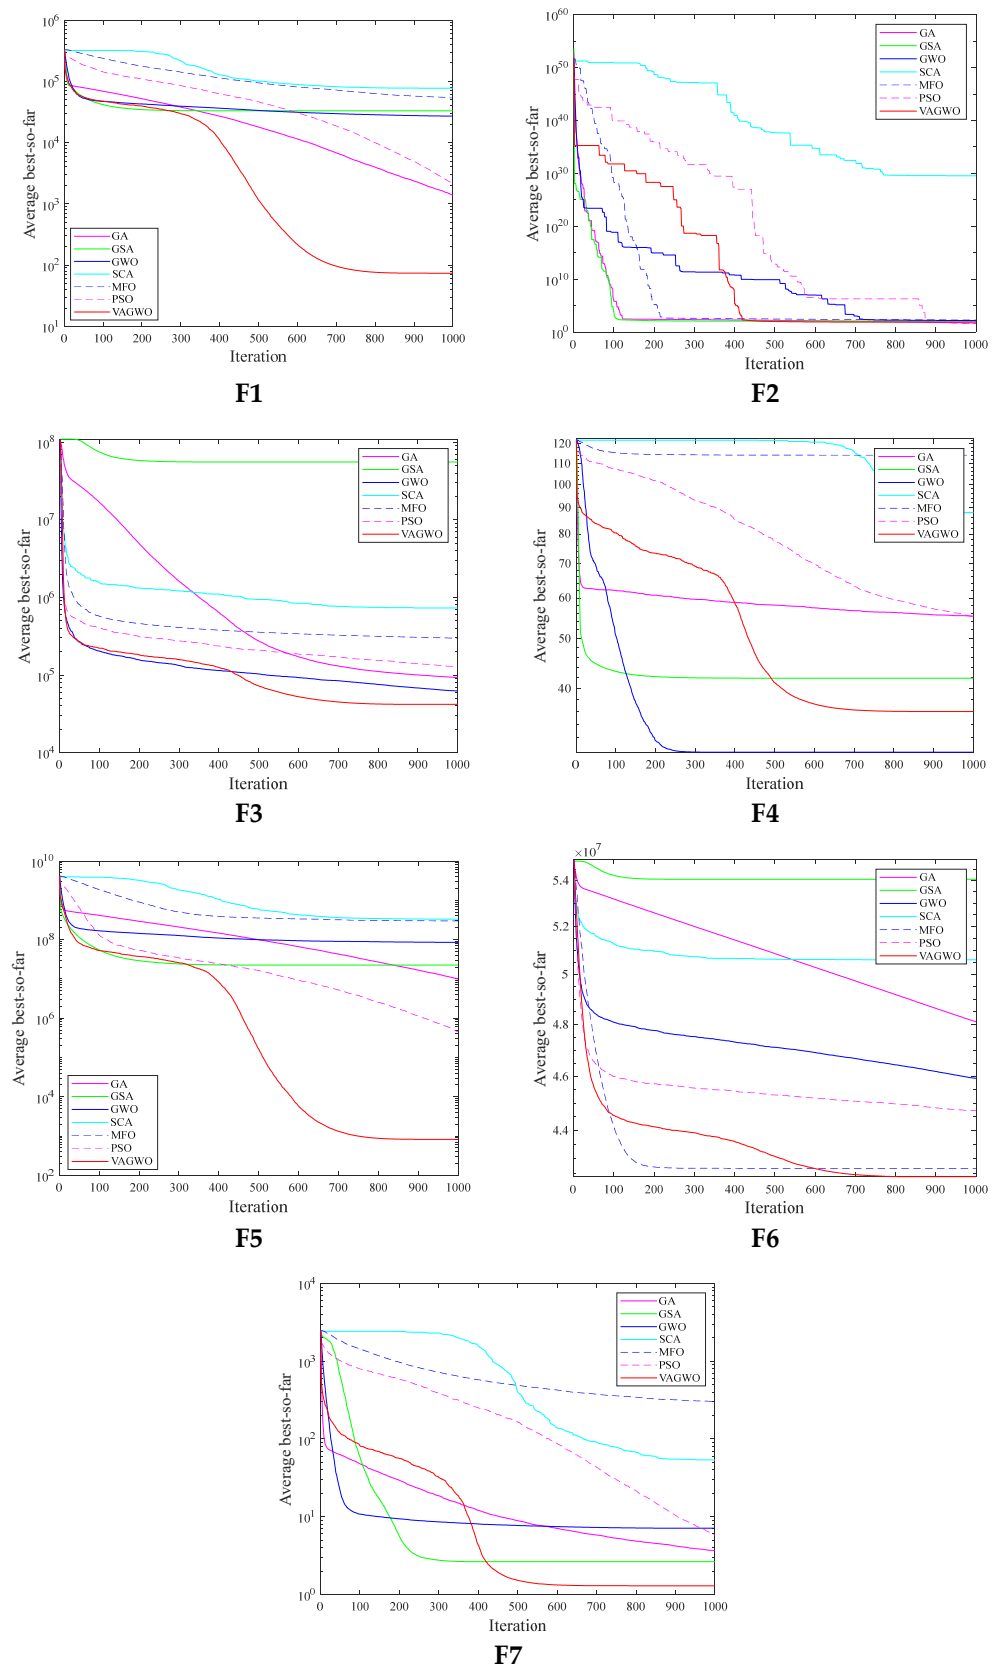 10^6
10^5
10^4
10^3
10^2
10^1
Average best-so-far
GA
GSA
GWO
SCA
MFO
PSO
VAGWO
0 100 200 300 400 500 600 700 800 900 1000
Iteration
F1
10^60
10^50
10^40
10^30
10^20
10^10
10^0
Average best-so-far
GA
GSA
GWO
SCA
MFO
PSO
VAGWO
0 100 200 300 400 500 600 700 800 900 1000
Iteration
F2
10^8
10^7
10^6
10^5
10^4
Average best-so-far
GA
GSA
GWO
SCA
MFO
PSO
VAGWO
0 100 200 300 400 500 600 700 800 900 1000
Iteration
F3
120
110
100
90
80
70
60
50
40
Average best-so-far
GA
GSA
GWO
SCA
MFO
PSO
VAGWO
0 100 200 300 400 500 600 700 800 900 1000
Iteration
F4
10^10
10^8
10^6
10^4
10^2
Average best-so-far
GA
GSA
GWO
SCA
MFO
PSO
VAGWO
0 100 200 300 400 500 600 700 800 900 1000
Iteration
F5
×10^7
5.4
5.2
5
4.8
4.6
4.4
Average best-so-far
GA
GSA
GWO
SCA
MFO
PSO
VAGWO
0 100 200 300 400 500 600 700 800 900 1000
Iteration
F6
10^4
10^3
10^2
10^1
10^0
Average best-so-far
GA
GSA
GWO
SCA
MFO
PSO
VAGWO
0 100 200 300 400 500 600 700 800 900 1000
Iteration
F7